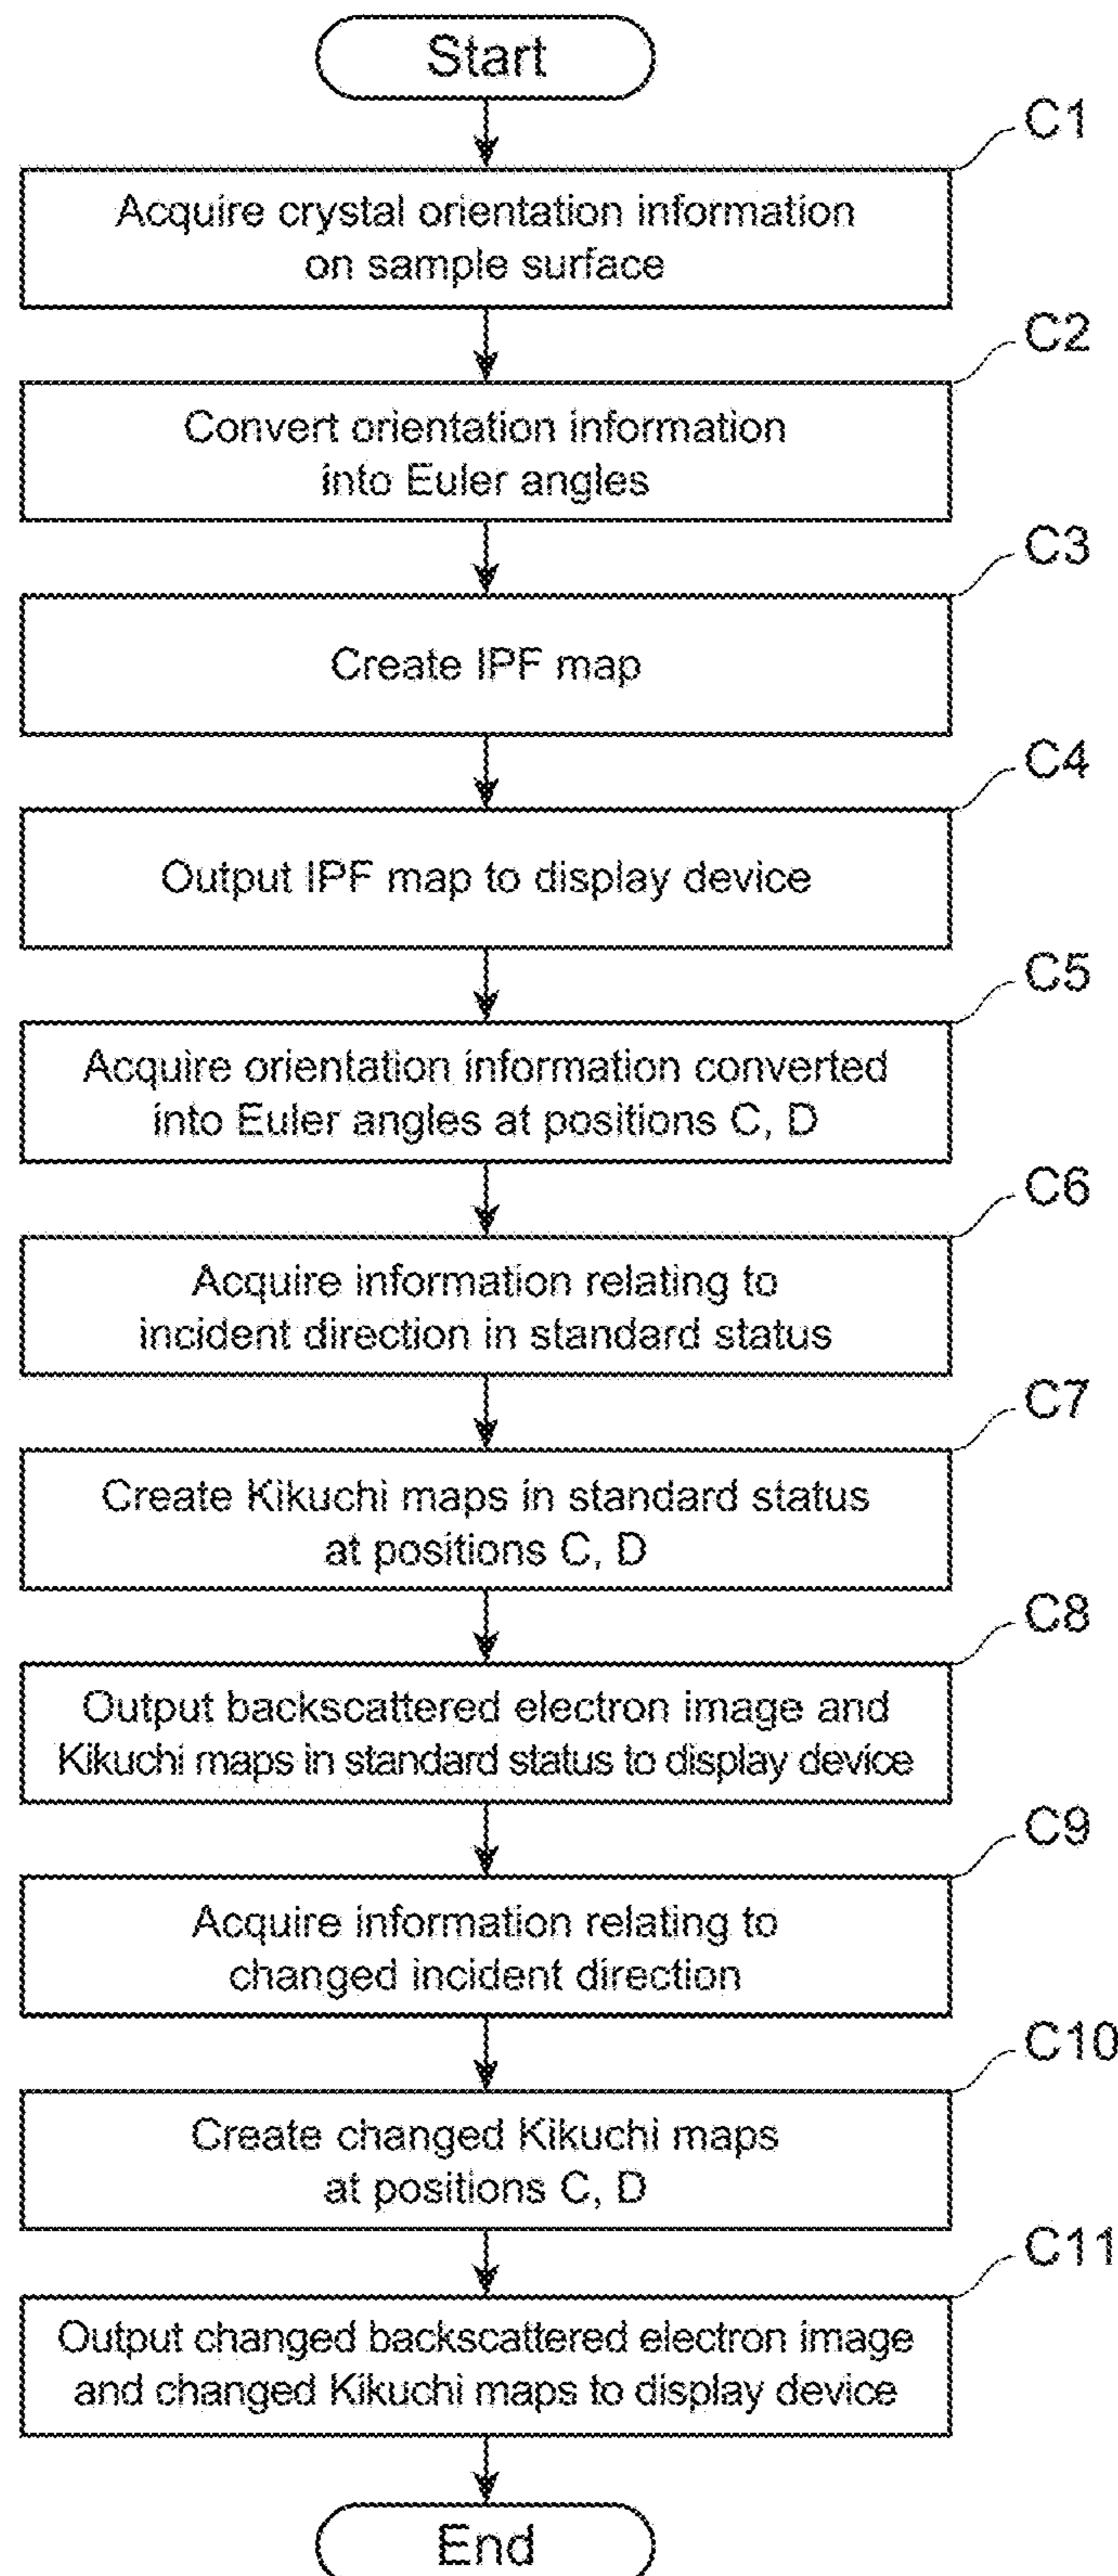 Start
C1
Acquire crystal orientation information
on sample surface
C2
Convert orientation information
into Euler angles
C3
Create IPF map
C4
Output IPF map to display device
C5
Acquire orientation information converted
into Euler angles at positions C, D
C6
Acquire information relating to
incident direction in standard status
C7
Create Kikuchi maps in standard status
at positions C, D
C8
Output backscattered electron image and
Kikuchi maps in standard status to display device
C9
Acquire information relating to
changed incident direction
C10
Create changed Kikuchi maps
at positions C, D
C11
Output changed backscattered electron image
and changed Kikuchi maps to display device
End